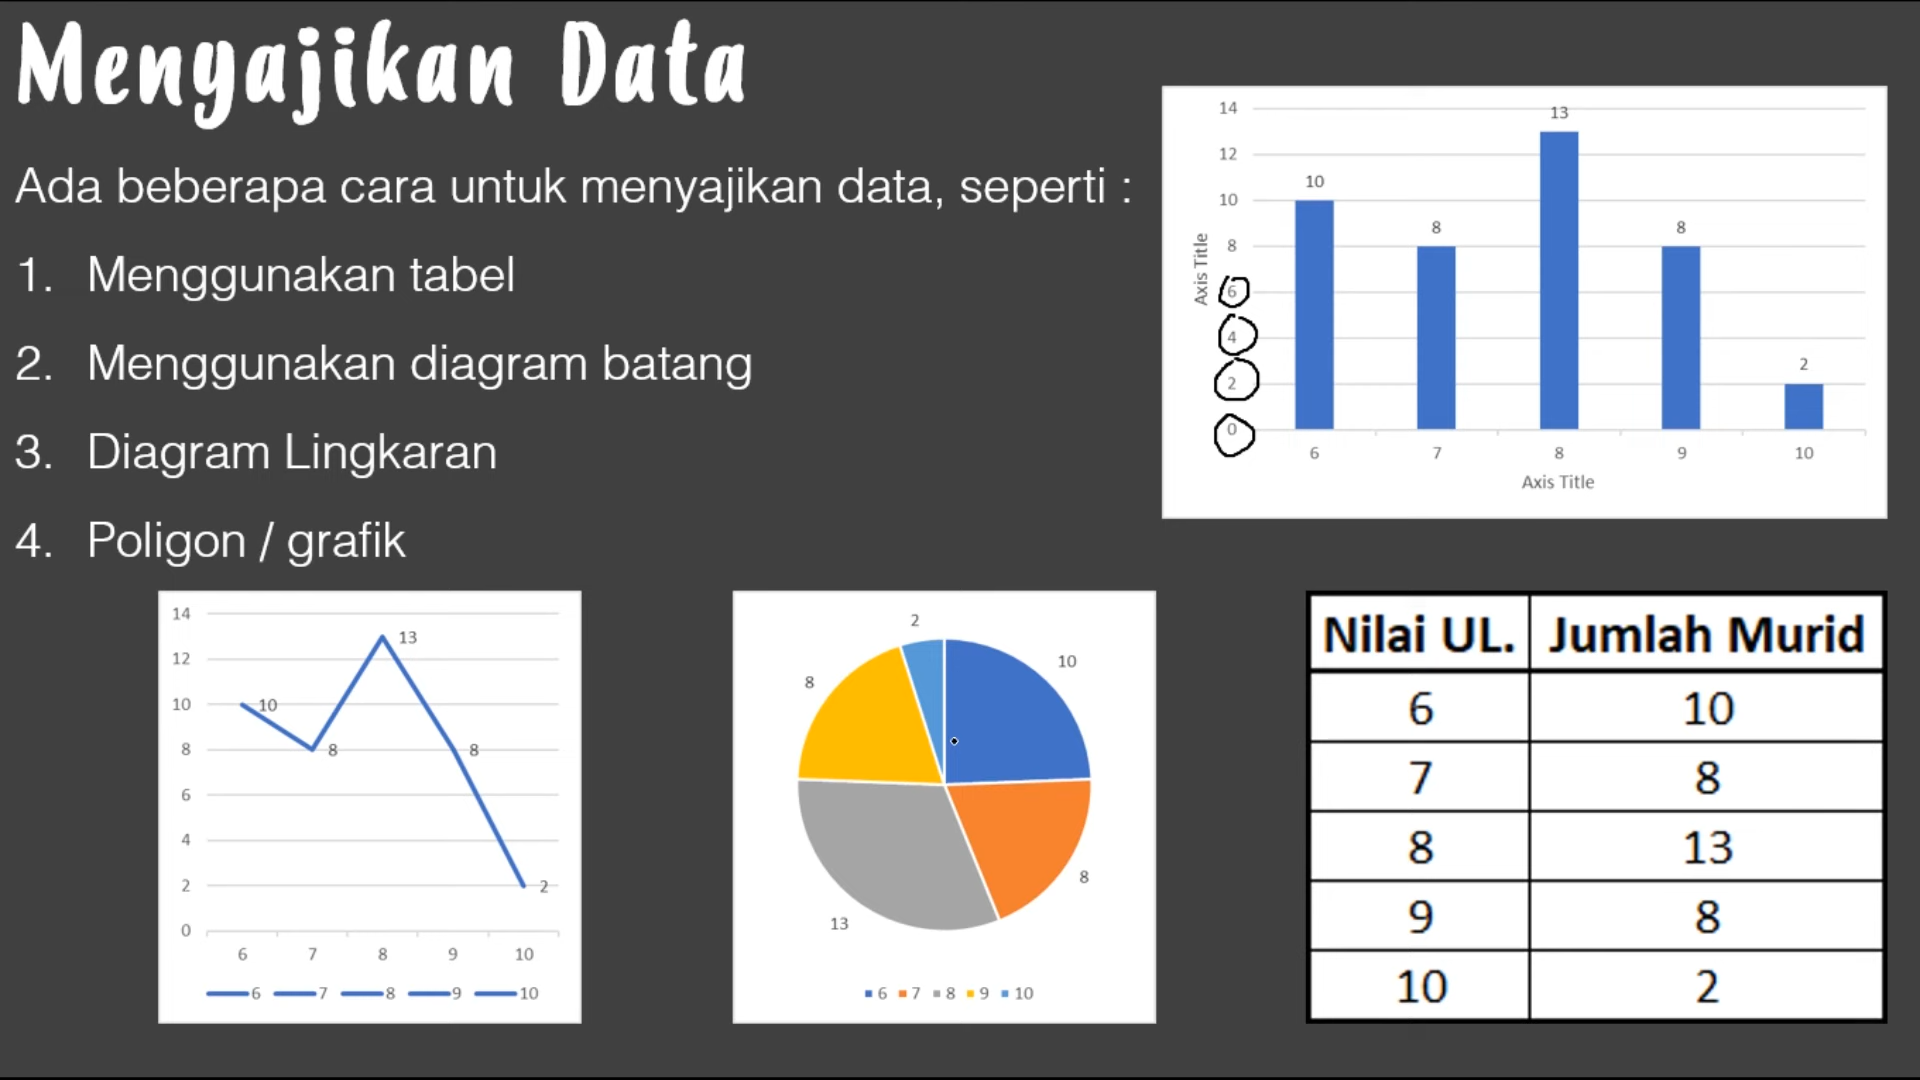 Menyajikan Data
Ada beberapa cara untuk menyajikan data, seperti :
1. Menggunakan tabel
2. Menggunakan diagram batang
3. Diagram Lingkaran
4. Poligon / grafik
14
12
10
8
6
4
2
0
Axis Title
10
8
13
8
2
6 7 8 9 10
Axis Title
14
12
10
8
6
4
2
0
10
8
13
8
2
6 7 8 9 10
6 7 8 9 10
2
10
8
8
13
6 7 8 9 10
Nilai UL. Jumlah Murid
6 10
7 8
8 13
9 8
10 2